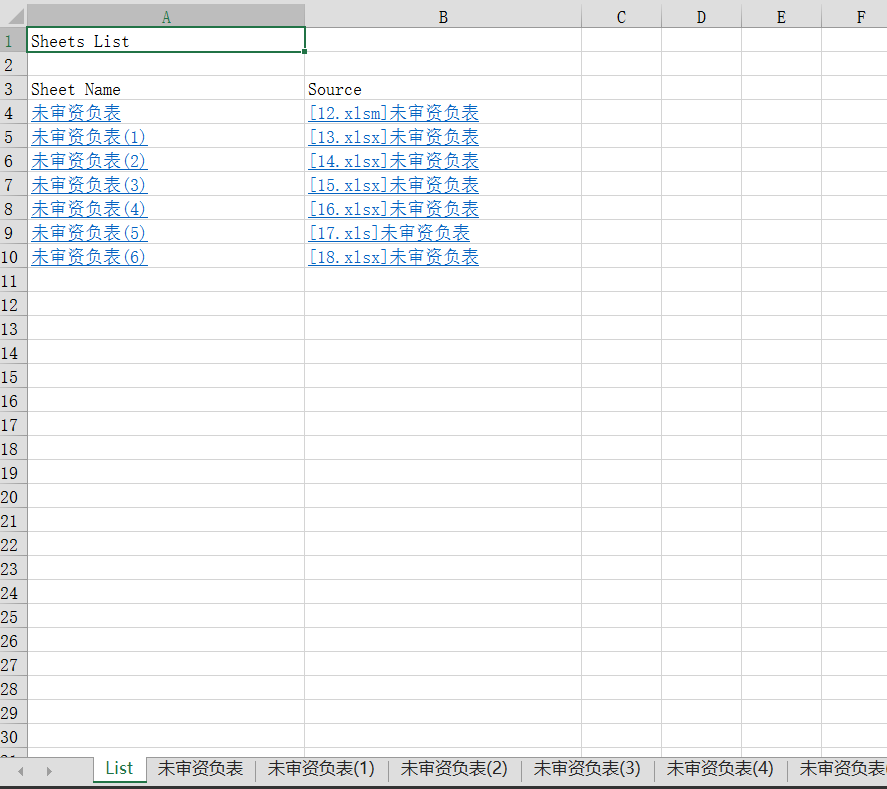 A B C D E F
1 Sheets List
2
3 Sheet Name Source
4 未审资负表 [12.xlsm]未审资负表
5 未审资负表(1) [13.xlsx]未审资负表
6 未审资负表(2) [14.xlsx]未审资负表
7 未审资负表(3) [15.xlsx]未审资负表
8 未审资负表(4) [16.xlsx]未审资负表
9 未审资负表(5) [17.xls]未审资负表
10 未审资负表(6) [18.xlsx]未审资负表
11
12
13
14
15
16
17
18
19
20
21
22
23
24
25
26
27
28
29
30
List 未审资负表 未审资负表(1) 未审资负表(2) 未审资负表(3) 未审资负表(4) 未审资负表